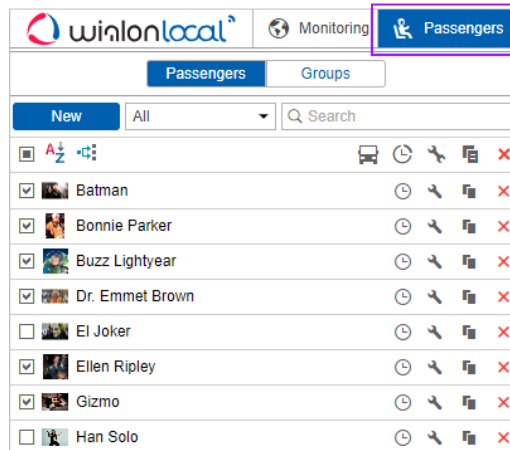 wialonlocal Monitoring Passengers
Passengers Groups
New All Search
AZ
Batman
Bonnie Parker
Buzz Lightyear
Dr. Emmet Brown
El Joker
Ellen Ripley
Gizmo
Han Solo